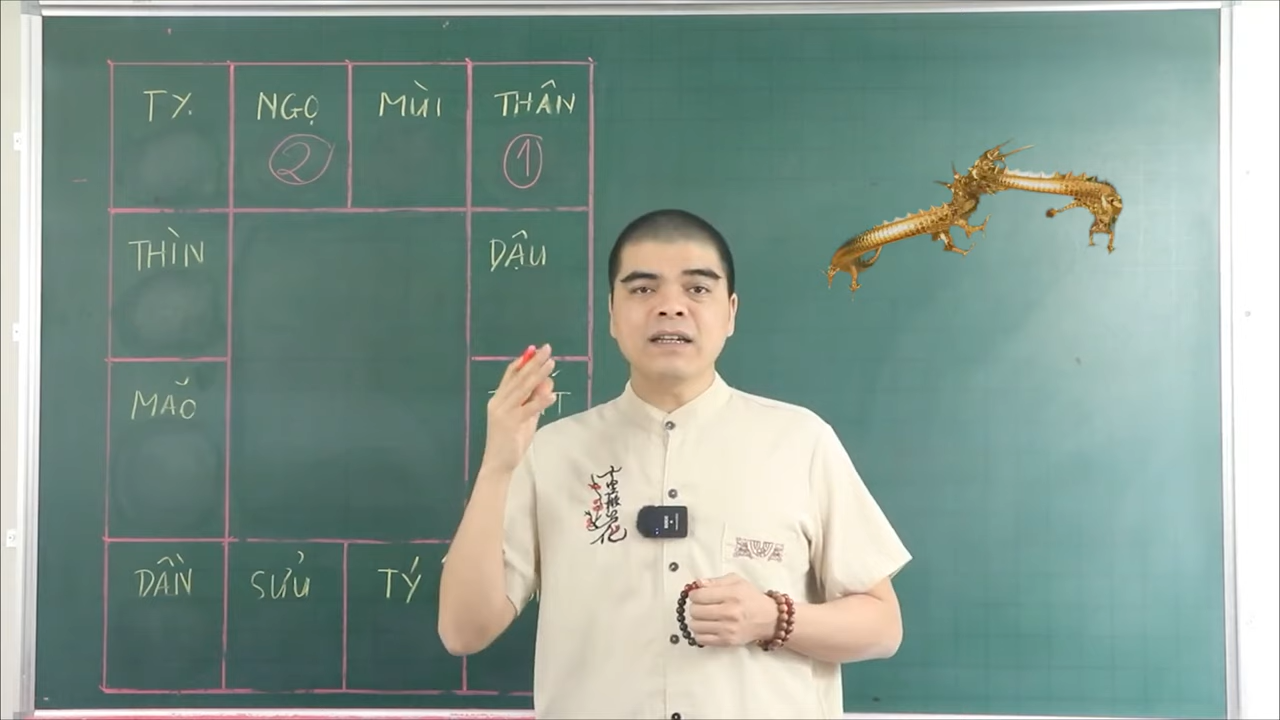 TỴ NGỌ MÙI THÂN
② ①
THÌN DẬU
MÃO
DẦN SỬU TÝ